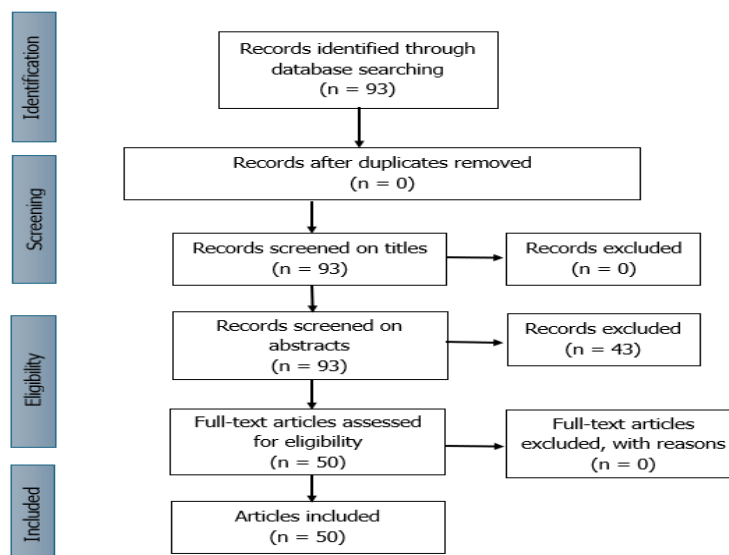 Identification
Records identified through
database searching
(n = 93)
Records after duplicates removed
(n = 0)
Screening
Records screened on titles
(n = 93)
Records excluded
(n = 0)
Records screened on
abstracts
(n = 93)
Records excluded
(n = 43)
Eligibility
Full-text articles assessed
for eligibility
(n = 50)
Full-text articles
excluded, with reasons
(n = 0)
Included
Articles included
(n = 50)